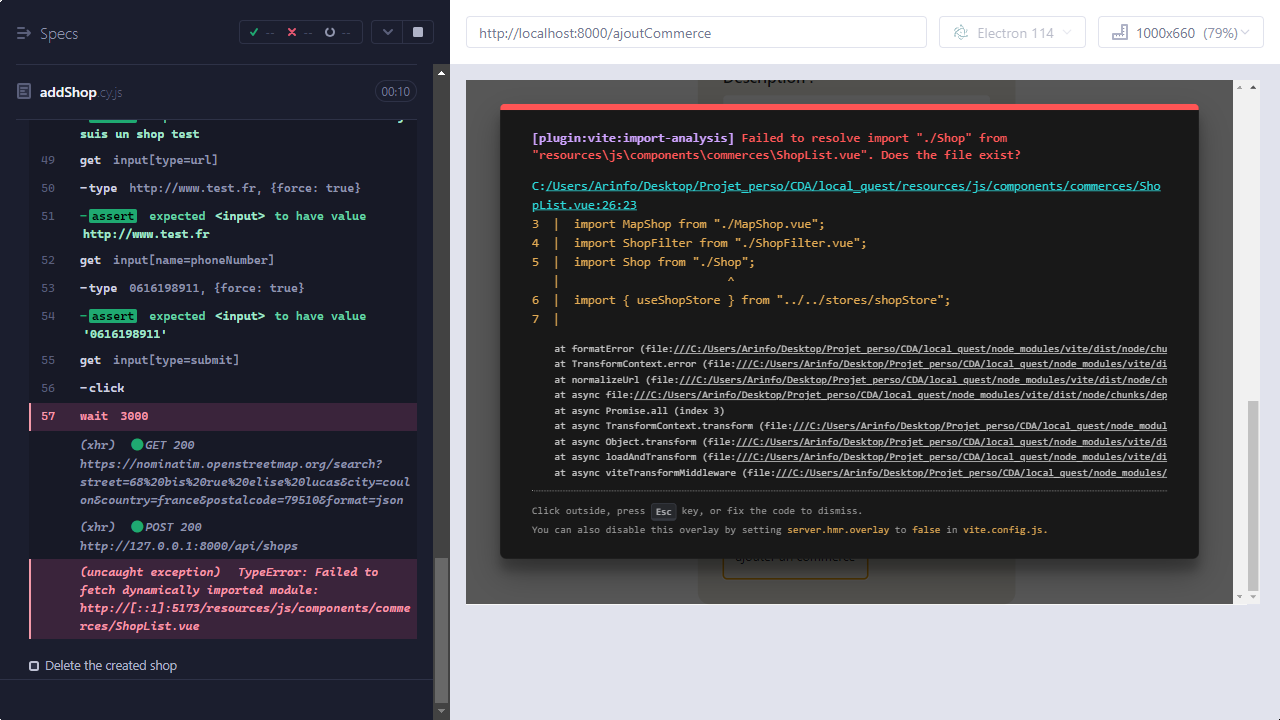 Specs
-- -- --
addShop.cy.js
00:10
suis un shop test
49 get input[type=url]
50 -type http://www.test.fr, {force: true}
51 -assert expected <input> to have value
http://www.test.fr
52 get input[name=phoneNumber]
53 -type 0616198911, {force: true}
54 -assert expected <input> to have value
'0616198911'
55 get input[type=submit]
56 -click
57 wait 3000
(xhr) GET 200
https://nominatim.openstreetmap.org/search?
street=68%20bis%20rue%20elise%20lucas&city=coul
on&country=france&postalcode=79510&format=json
(xhr) POST 200
http://127.0.0.1:8000/api/shops
(uncaught exception) TypeError: Failed to
fetch dynamically imported module:
http://[::1]:5173/resources/js/components/comme
rces/ShopList.vue
Delete the created shop
http://localhost:8000/ajoutCommerce
Electron 114
1000x660 (79%)
Description :
[plugin:vite:import-analysis] Failed to resolve import "./Shop" from
"resources\js\components\commerces\ShopList.vue". Does the file exist?
C:/Users/Arinfo/Desktop/Projet_perso/CDA/local_quest/resources/js/components/commerces/Sho
pList.vue:26:23
3 | import MapShop from "./MapShop.vue";
4 | import ShopFilter from "./ShopFilter.vue";
5 | import Shop from "./Shop";
| ^
6 | import { useShopStore } from "../../stores/shopStore";
7 |
at formatError (file:///C:/Users/Arinfo/Desktop/Projet_perso/CDA/local_quest/node_modules/vite/dist/node/chu
at TransformContext.error (file:///C:/Users/Arinfo/Desktop/Projet_perso/CDA/local_quest/node_modules/vite/di
at normalizeUrl (file:///C:/Users/Arinfo/Desktop/Projet_perso/CDA/local_quest/node_modules/vite/dist/node/ch
at async file:///C:/Users/Arinfo/Desktop/Projet_perso/CDA/local_quest/node_modules/vite/dist/node/chunks/dep
at async Promise.all (index 3)
at async TransformContext.transform (file:///C:/Users/Arinfo/Desktop/Projet_perso/CDA/local_quest/node_modul
at async Object.transform (file:///C:/Users/Arinfo/Desktop/Projet_perso/CDA/local_quest/node_modules/vite/di
at async loadAndTransform (file:///C:/Users/Arinfo/Desktop/Projet_perso/CDA/local_quest/node_modules/vite/di
at async viteTransformMiddleware (file:///C:/Users/Arinfo/Desktop/Projet_perso/CDA/local_quest/node_modules/
Click outside, press Esc key, or fix the code to dismiss.
You can also disable this overlay by setting server.hmr.overlay to false in vite.config.js.
ajouter un commerce